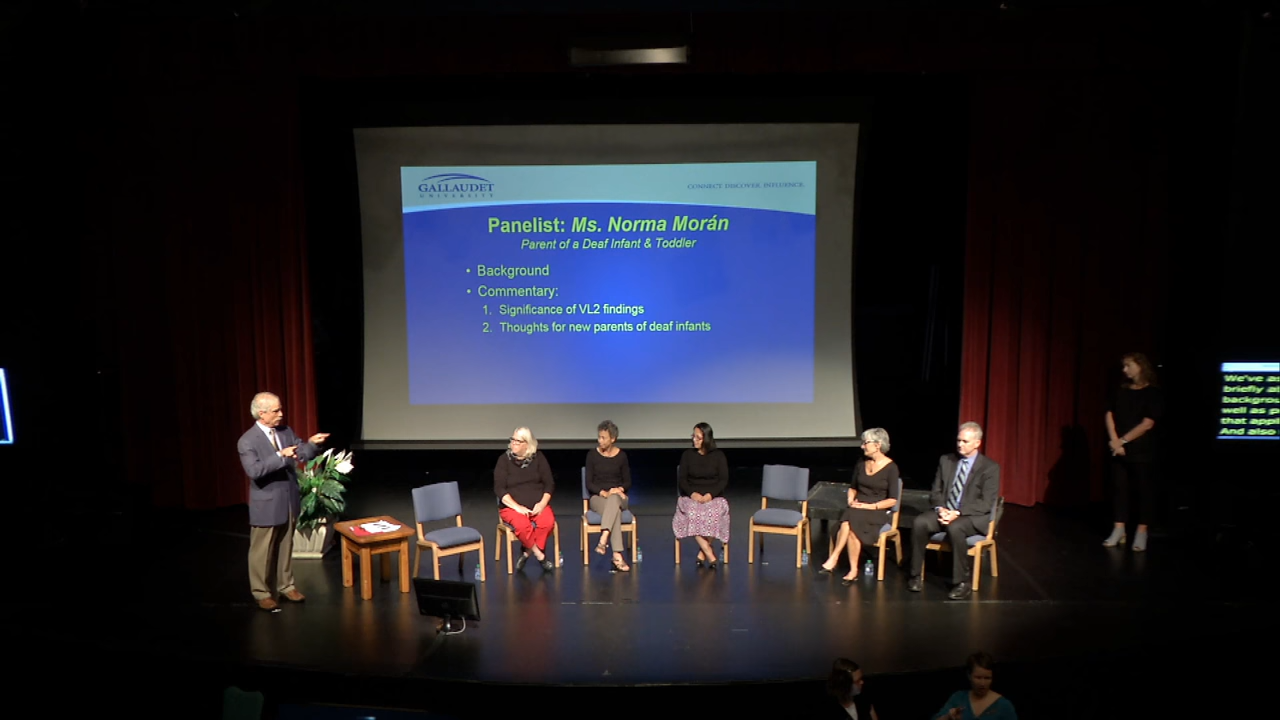 GALLAUDET
UNIVERSITY
CONNECT. DISCOVER. INFLUENCE.
Panelist: Ms. Norma Morán
Parent of a Deaf Infant & Toddler
• Background
• Commentary:
1. Significance of VL2 findings
2. Thoughts for new parents of deaf infants
We've as
briefly a
backgrou
well as p
that appl
And also